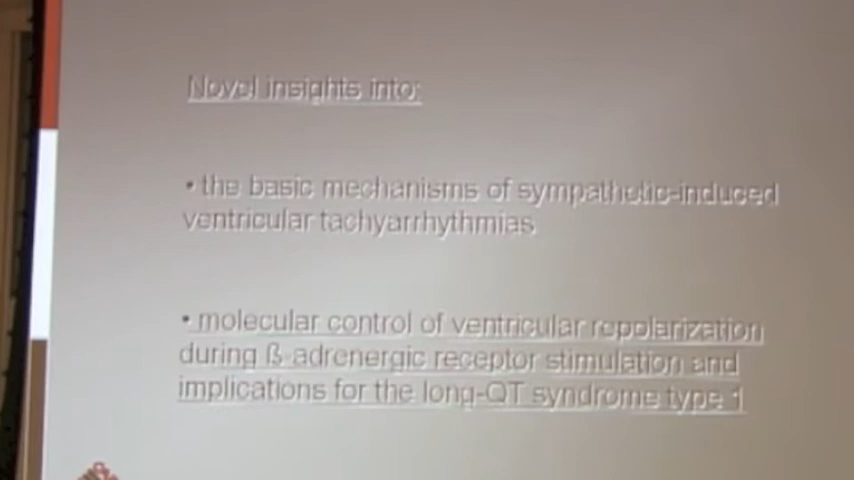 Novel insights into:
• the basic mechanisms of sympathetic-induced
ventricular tachyarrhythmias
• molecular control of ventricular repolarization
during ß adrenergic receptor stimulation and
implications for the long-QT syndrome type 1